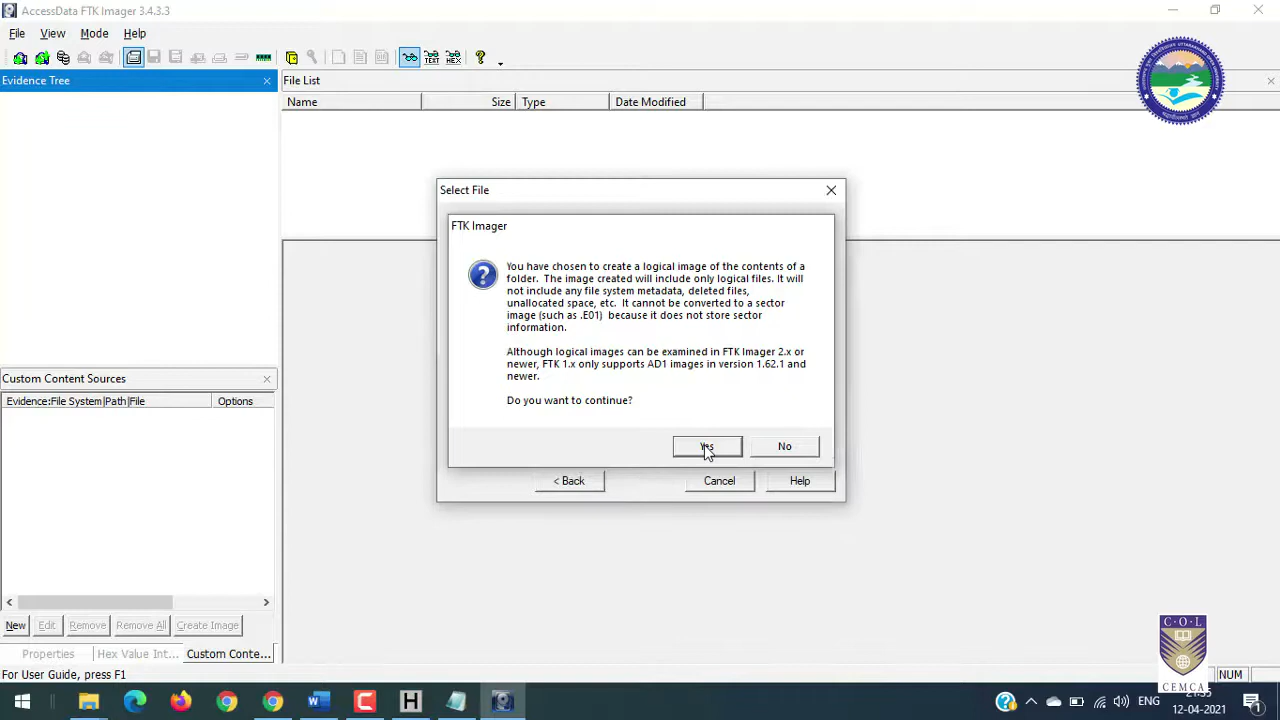 AccessData FTK Imager 3.4.3.3
File View Mode Help
Evidence Tree
File List
Name Size Type Date Modified
Select File
FTK Imager
You have chosen to create a logical image of the contents of a
folder. The image created will include only logical files. It will
not include any file system metadata, deleted files,
unallocated space, etc. It cannot be converted to a sector
image (such as .E01) because it does not store sector
information.
Although logical images can be examined in FTK Imager 2.x or
newer, FTK 1.x only supports AD1 images in version 1.62.1 and
newer.
Do you want to continue?
Yes No
< Back Cancel Help
Custom Content Sources
Evidence:File System|Path|File Options
New Edit Remove Remove All Create Image
Properties Hex Value Int... Custom Conte...
For User Guide, press F1
NUM
C·O·L
CEMCA
ENG
12-04-2021
1